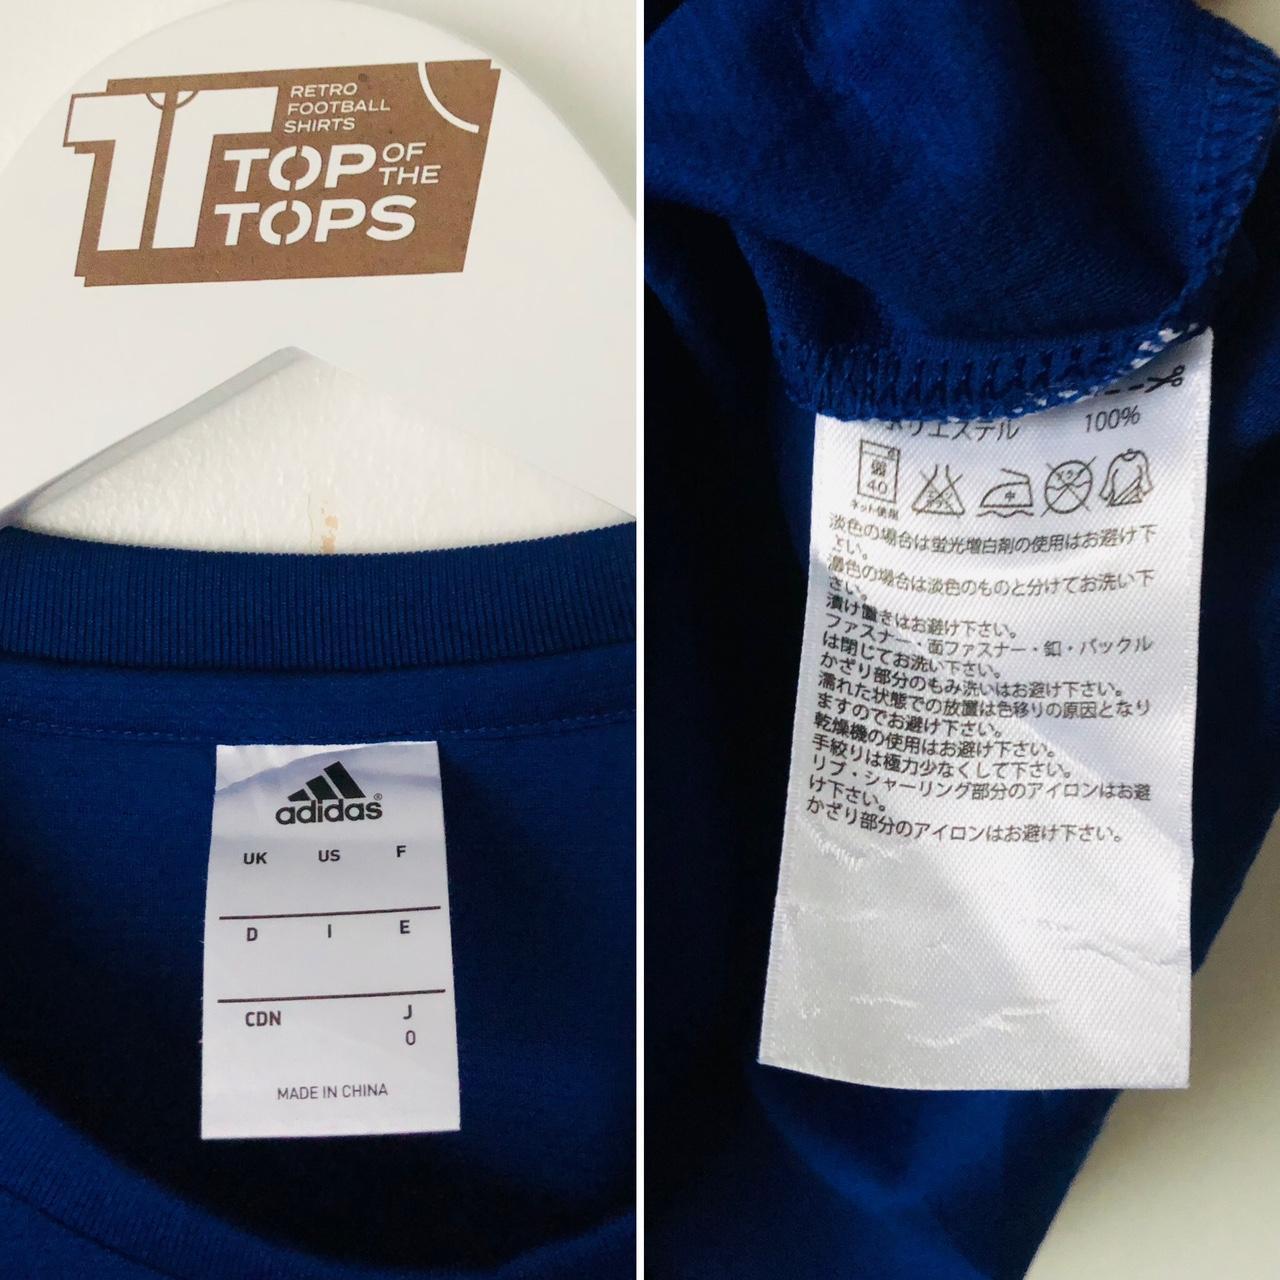 RETRO
FOOTBALL
SHIRTS
TOP OF
THE
TOPS
adidas®
UK US F
D I E
CDN J
0
MADE IN CHINA
ポリエステル 100%
弱
40
中
ネット使用
淡色の場合は蛍光増白剤の使用はお避け下
さい。
濃色の場合は淡色のものと分けてお洗い下
さい。
漬け置きはお避け下さい。
ファスナー・面ファスナー・釦・バックル
は閉じてお洗い下さい。
かざり部分のもみ洗いはお避け下さい。
濡れた状態での放置は色移りの原因となり
ますのでお避け下さい。
乾燥機の使用はお避け下さい。
手絞りは極力少なくして下さい。
リブ・シャーリング部分のアイロンはお避
け下さい。
かざり部分のアイロンはお避け下さい。